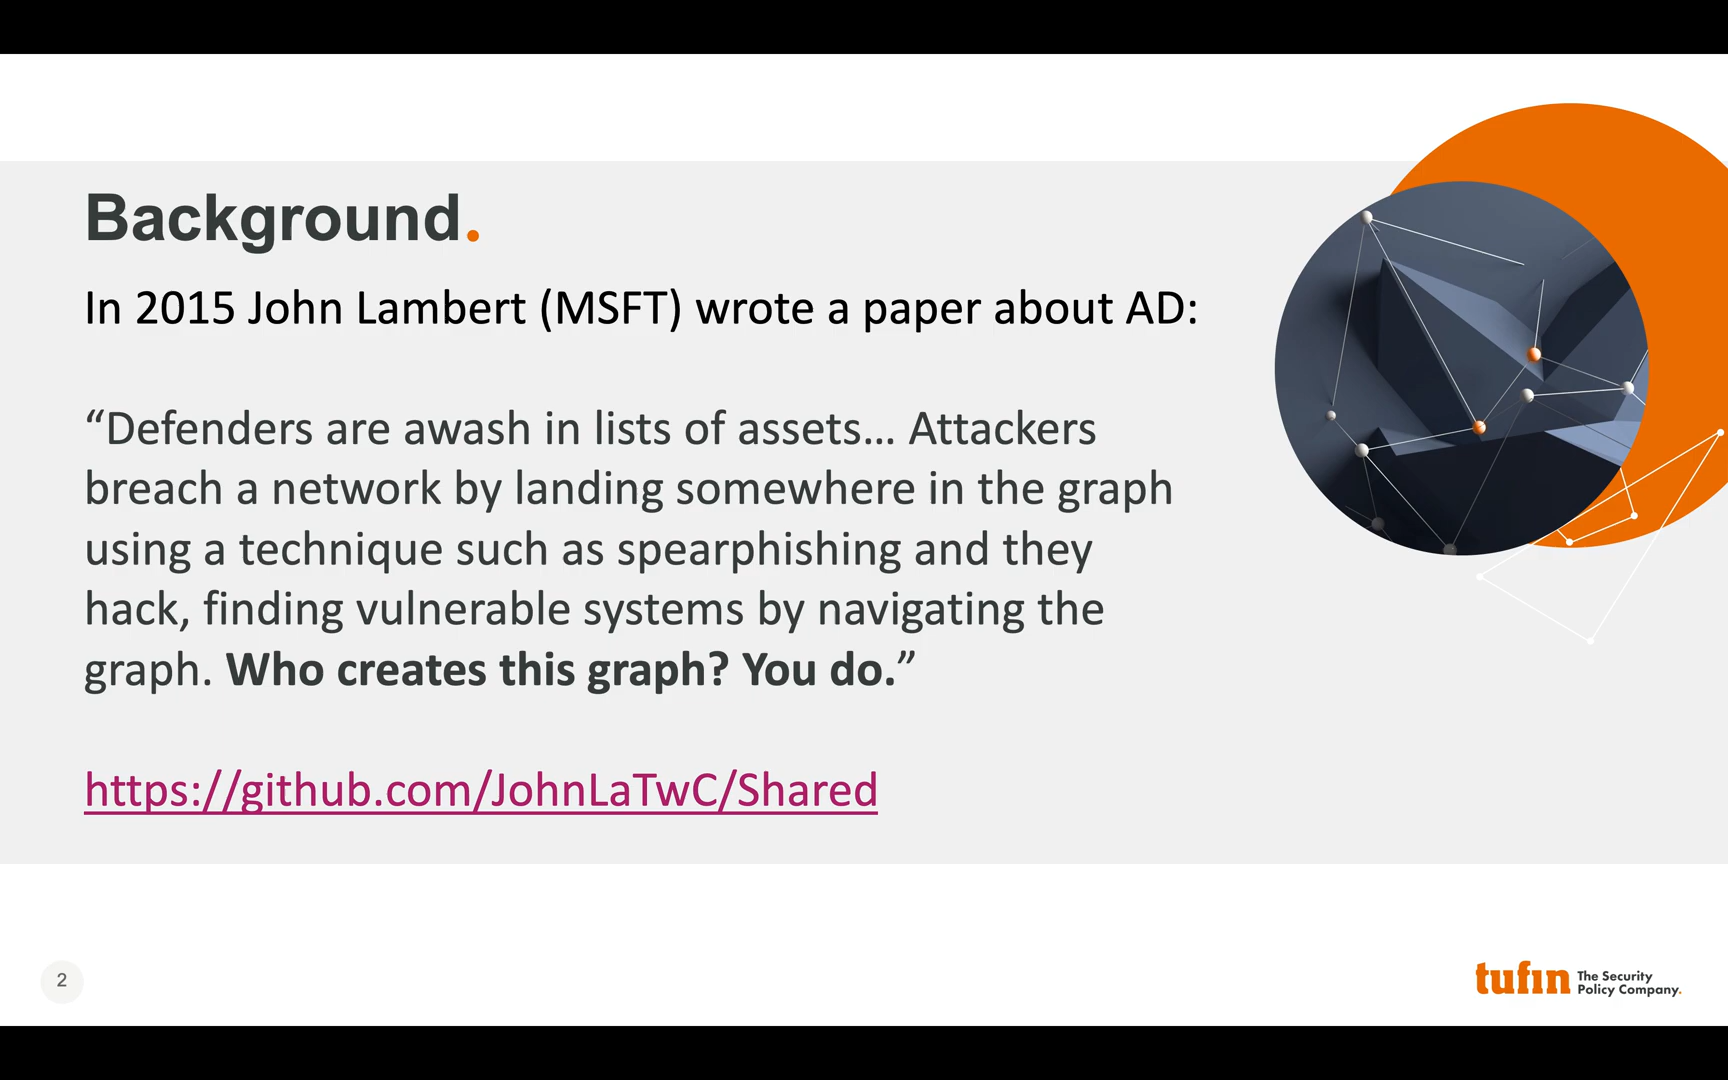 Background.
In 2015 John Lambert (MSFT) wrote a paper about AD:
“Defenders are awash in lists of assets... Attackers
breach a network by landing somewhere in the graph
using a technique such as spearphishing and they
hack, finding vulnerable systems by navigating the
graph. Who creates this graph? You do.”
https://github.com/JohnLaTwC/Shared
2
tufin The Security
Policy Company.